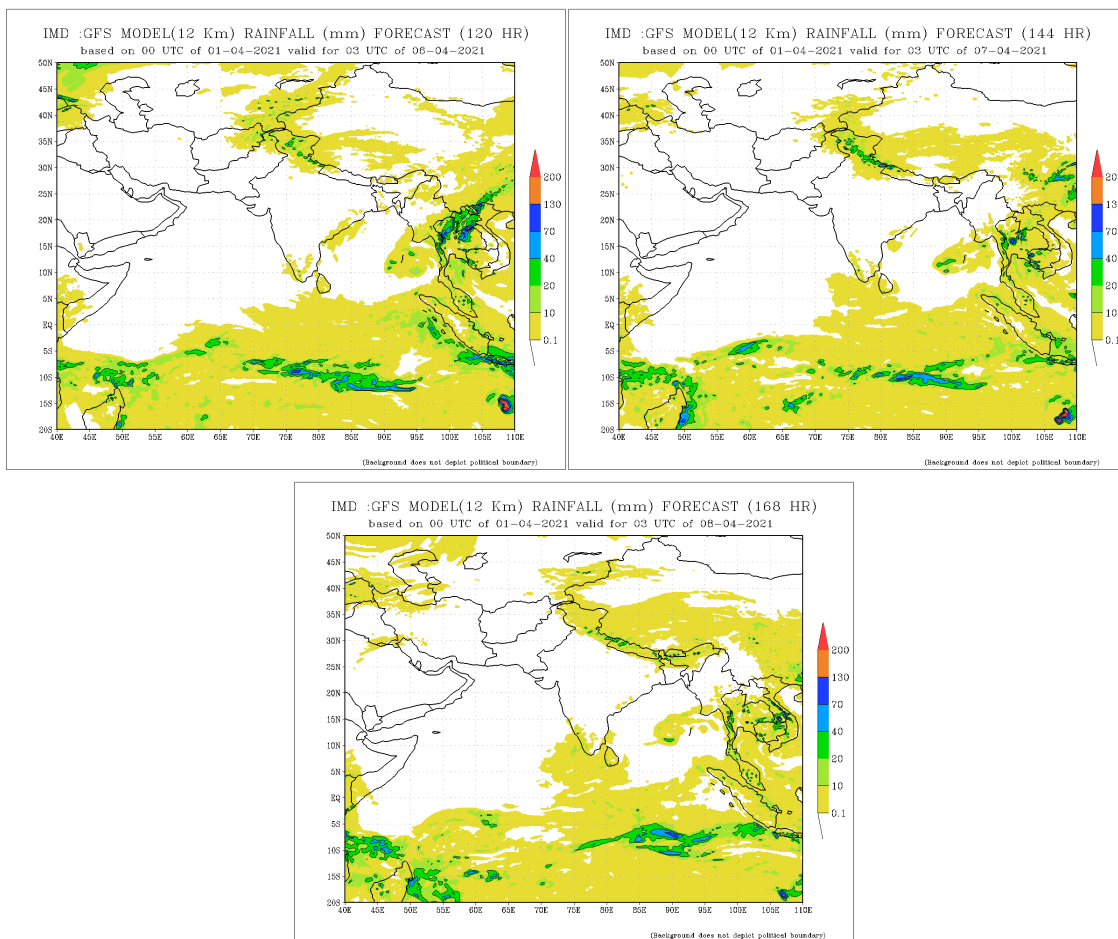 IMD :GFS MODEL(12 Km) RAINFALL (mm) FORECAST (120 HR)
based on 00 UTC of 01-04-2021 valid for 03 UTC of 06-04-2021
50N
45N
40N
35N
30N
25N
20N
15N
10N
5N
EQ
5S
10S
15S
20S
40E 45E 50E 55E 60E 65E 70E 75E 80E 85E 90E 95E 100E 105E 110E
200
130
70
40
20
10
0.1
(Background does not depict political boundary)
IMD :GFS MODEL(12 Km) RAINFALL (mm) FORECAST (144 HR)
based on 00 UTC of 01-04-2021 valid for 03 UTC of 07-04-2021
50N
45N
40N
35N
30N
25N
20N
15N
10N
5N
EQ
5S
10S
15S
20S
40E 45E 50E 55E 60E 65E 70E 75E 80E 85E 90E 95E 100E 105E 110E
20
13
70
40
20
10
0.1
(Background does not depict political boundary)
IMD :GFS MODEL(12 Km) RAINFALL (mm) FORECAST (168 HR)
based on 00 UTC of 01-04-2021 valid for 03 UTC of 08-04-2021
50N
45N
40N
35N
30N
25N
20N
15N
10N
5N
EQ
5S
10S
15S
20S
40E 45E 50E 55E 60E 65E 70E 75E 80E 85E 90E 95E 100E 105E 110E
200
130
70
40
20
10
0.1
(Background does not depict political boundary)